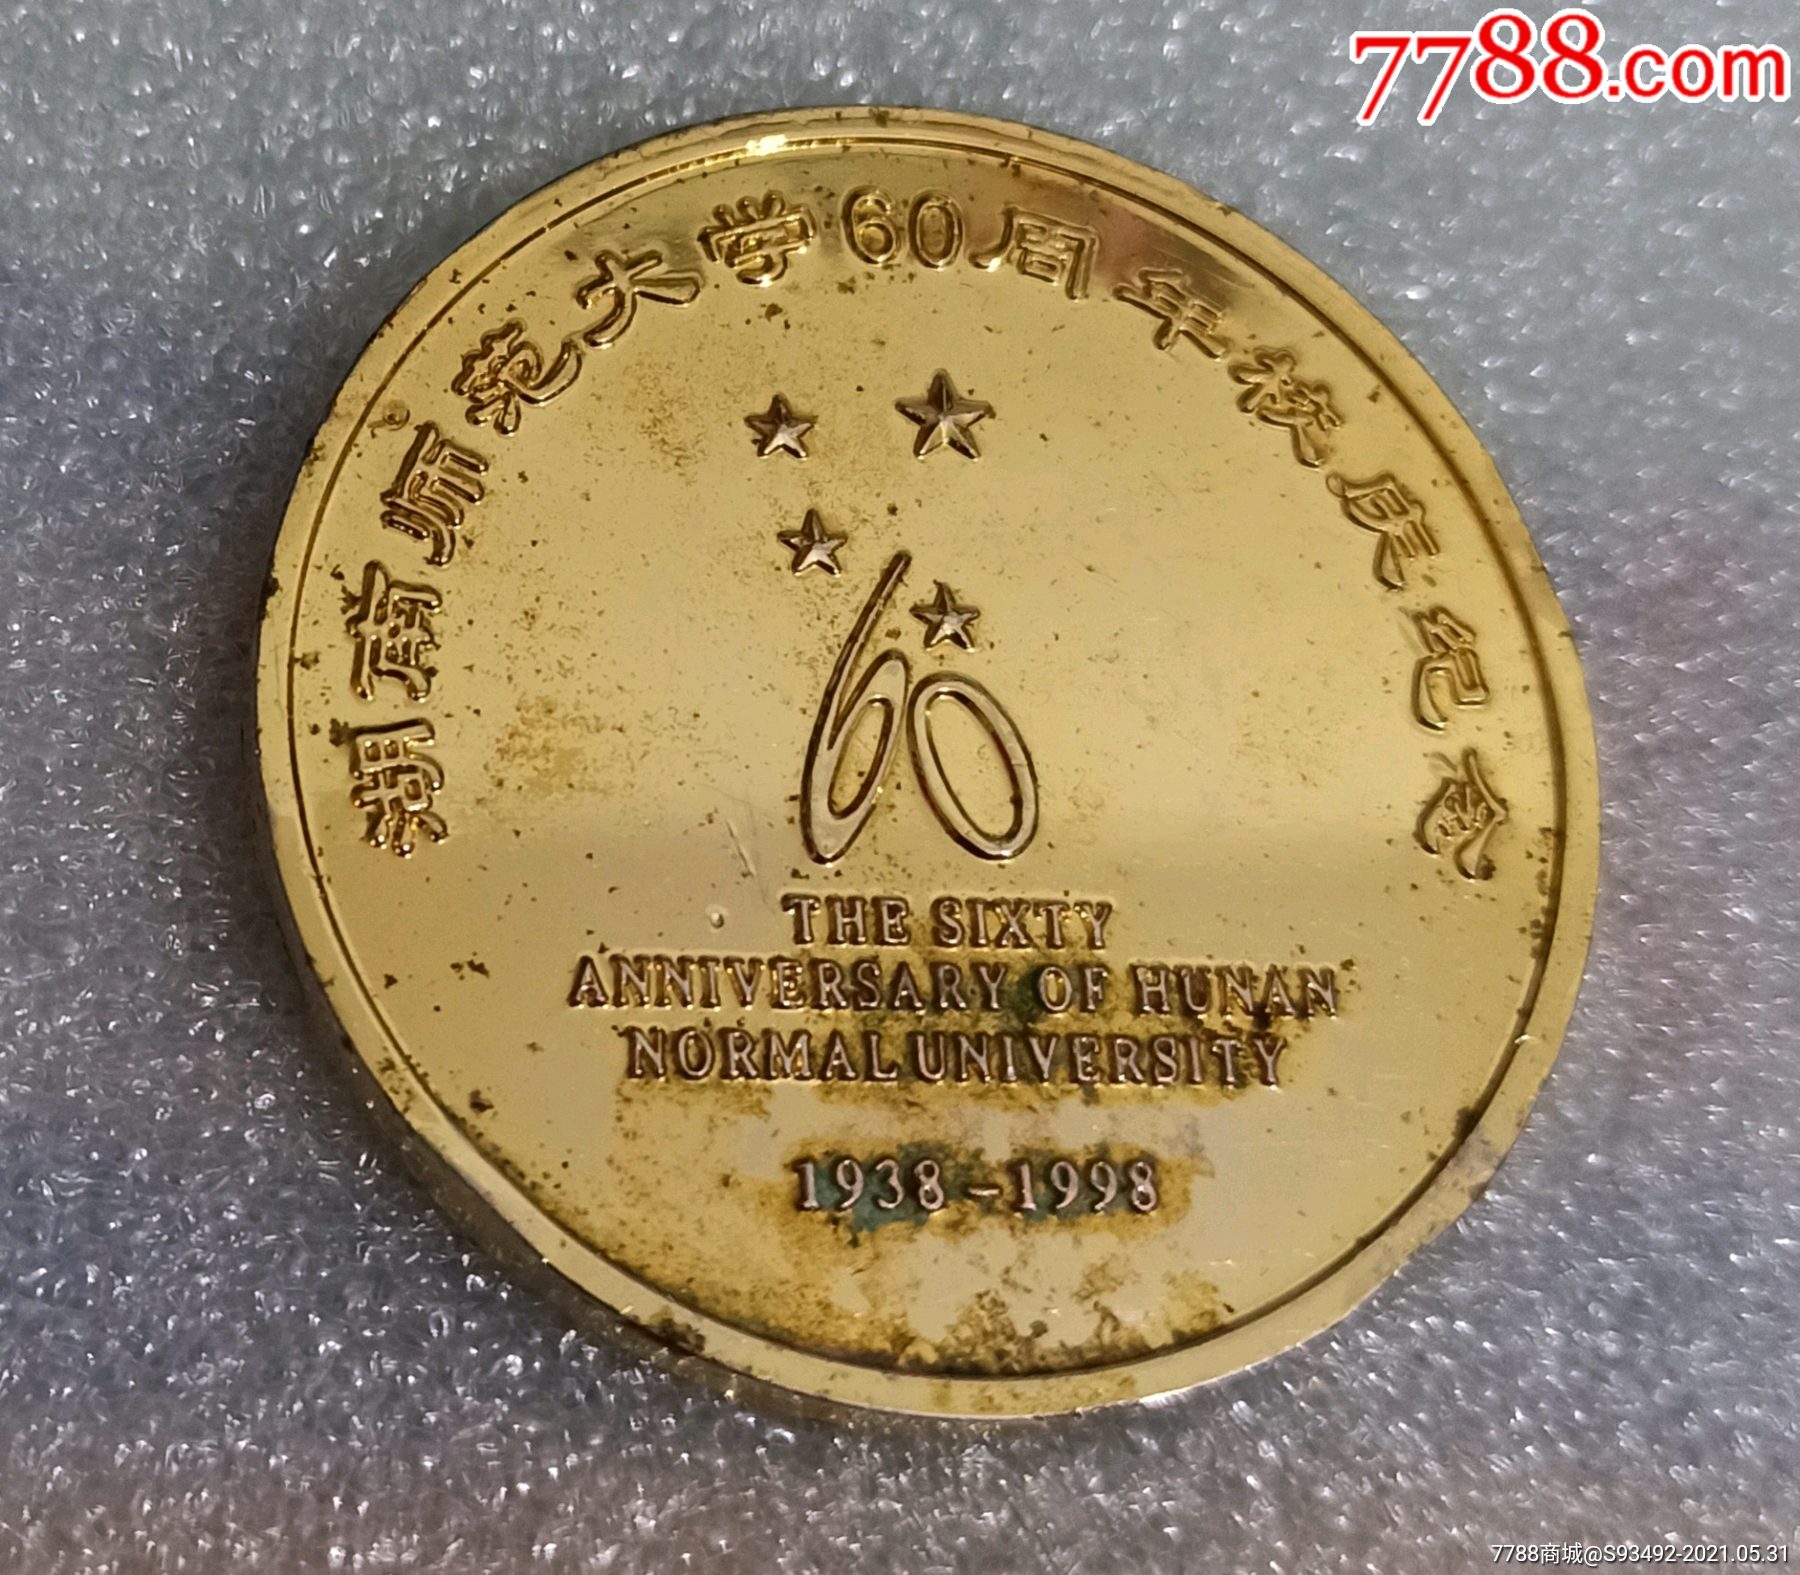 7788.com
湖南师范大学60周年校庆纪念
60
THE SIXTY
ANNIVERSARY OF HUNAN
NORMAL UNIVERSITY
1938-1998
7788商城@S93492-2021.05.31